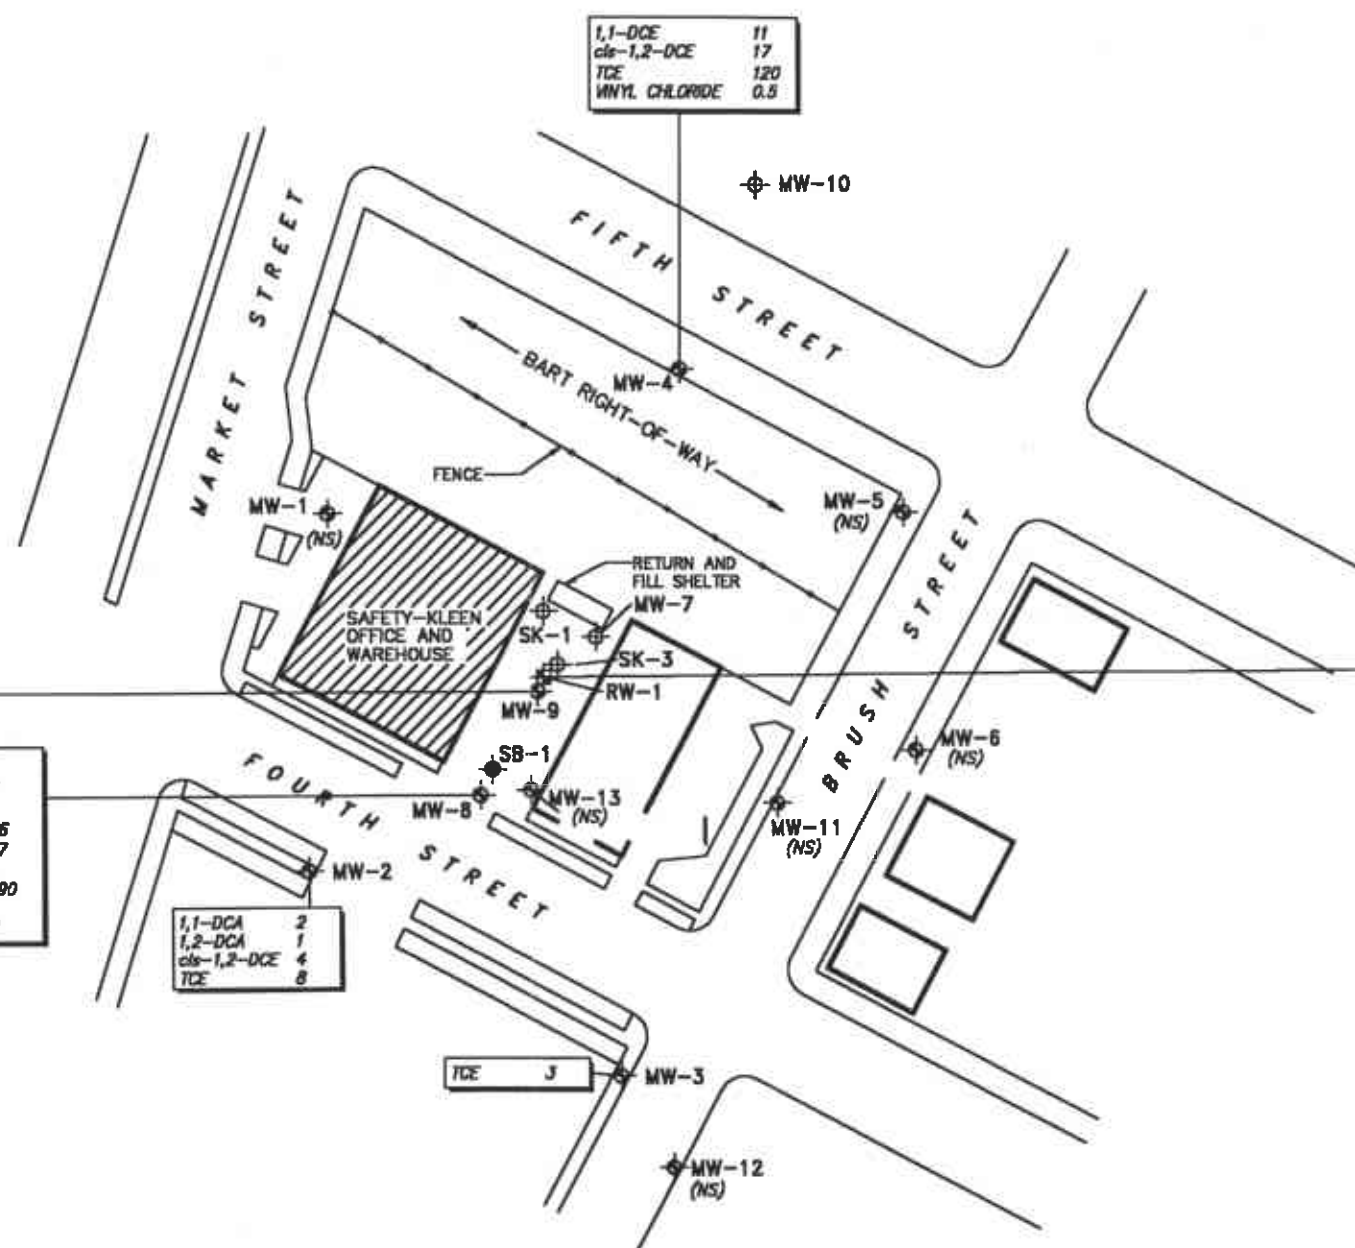 1,1-DCE 11
cis-1,2-DCE 17
TCE 120
VINYL CHLORIDE 0.5
MW-10
FIFTH STREET
MARKET STREET
MW-4
BART RIGHT-OF-WAY
FENCE
MW-1
(NS)
MW-5
(NS)
RETURN AND
FILL SHELTER
MW-7
SK-1
SAFETY-KLEEN
OFFICE AND
WAREHOUSE
SK-3
RW-1
MW-9
BRUSH STREET
MW-6
(NS)
SB-1
MW-8
MW-13
(NS)
MW-11
(NS)
FOURTH STREET
6
7
90
MW-2
1,1-DCA 2
1,2-DCA 1
cis-1,2-DCE 4
TCE 8
TCE 3
MW-3
MW-12
(NS)